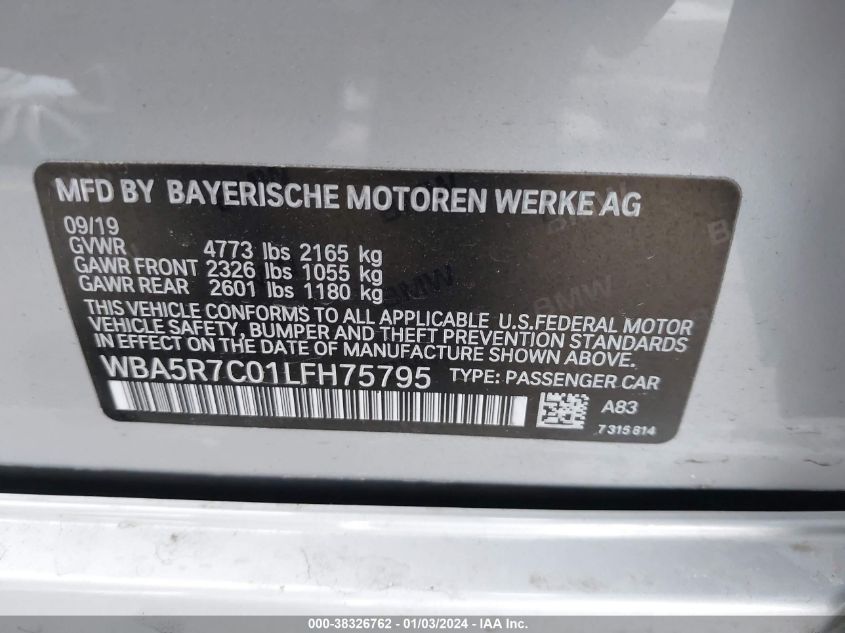 MFD BY BAYERISCHE MOTOREN WERKE AG
09/19
GVWR 4773 lbs 2165 kg
GAWR FRONT 2326 lbs 1055 kg
GAWR REAR 2601 lbs 1180 kg
THIS VEHICLE CONFORMS TO ALL APPLICABLE U.S.FEDERAL MOTOR
VEHICLE SAFETY, BUMPER AND THEFT PREVENTION STANDARDS
IN EFFECT ON THE DATE OF MANUFACTURE SHOWN ABOVE.
WBA5R7C01LFH75795 TYPE: PASSENGER CAR
A83
7315814
000-38326762 - 01/03/2024 - IAA Inc.